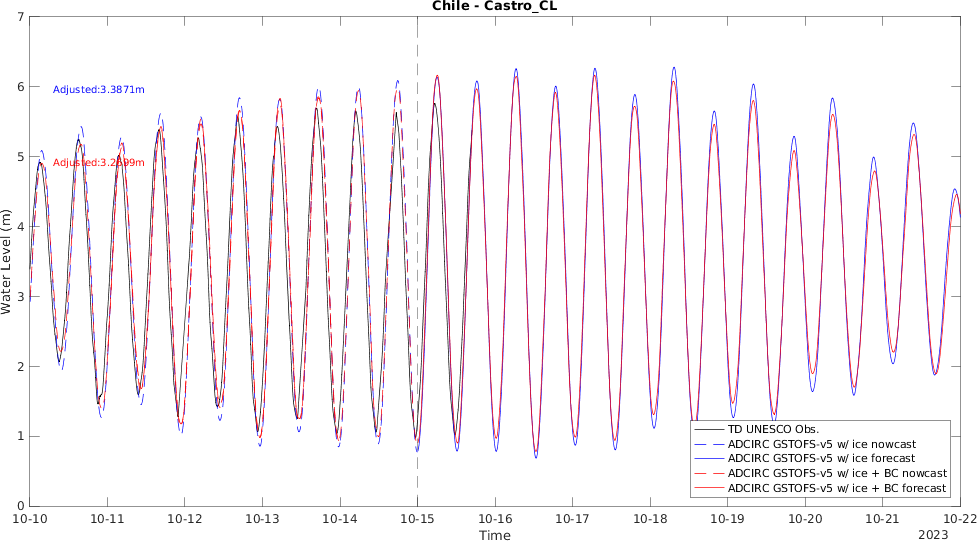 Chile - Castro_CL
7
6
5
4
3
2
1
0
Water Level (m)
Adjusted:3.3871m
Adjusted:3.2699m
TD UNESCO Obs.
ADCIRC GSTOFS-v5 w/ ice nowcast
ADCIRC GSTOFS-v5 w/ ice forecast
ADCIRC GSTOFS-v5 w/ ice + BC nowcast
ADCIRC GSTOFS-v5 w/ ice + BC forecast
10-10 10-11 10-12 10-13 10-14 10-15 10-16 10-17 10-18 10-19 10-20 10-21 10-22
Time
2023